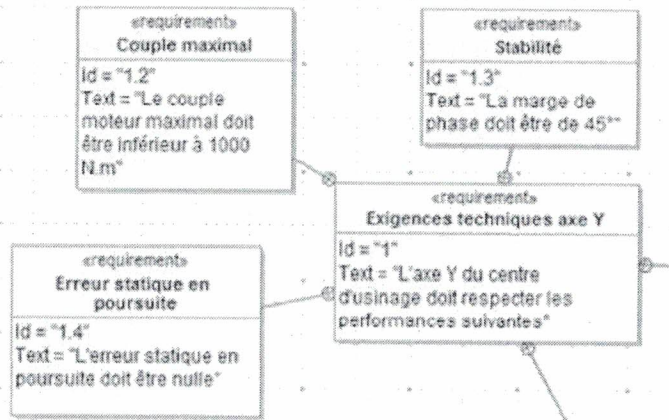 «requirement»
Couple maximal
Id = "1.2"
Text = "Le couple
moteur maximal doit
être inférieur à 1000
N.m"
«requirement»
Stabilité
Id = "1.3"
Text = "La marge de
phase doit être de 45°"
«requirement»
Exigences techniques axe Y
Id = "1"
Text = "L'axe Y du centre
d'usinage doit respecter les
performances suivantes"
«requirement»
Erreur statique en
poursuite
Id = "1.4"
Text = "L'erreur statique en
poursuite doit être nulle"